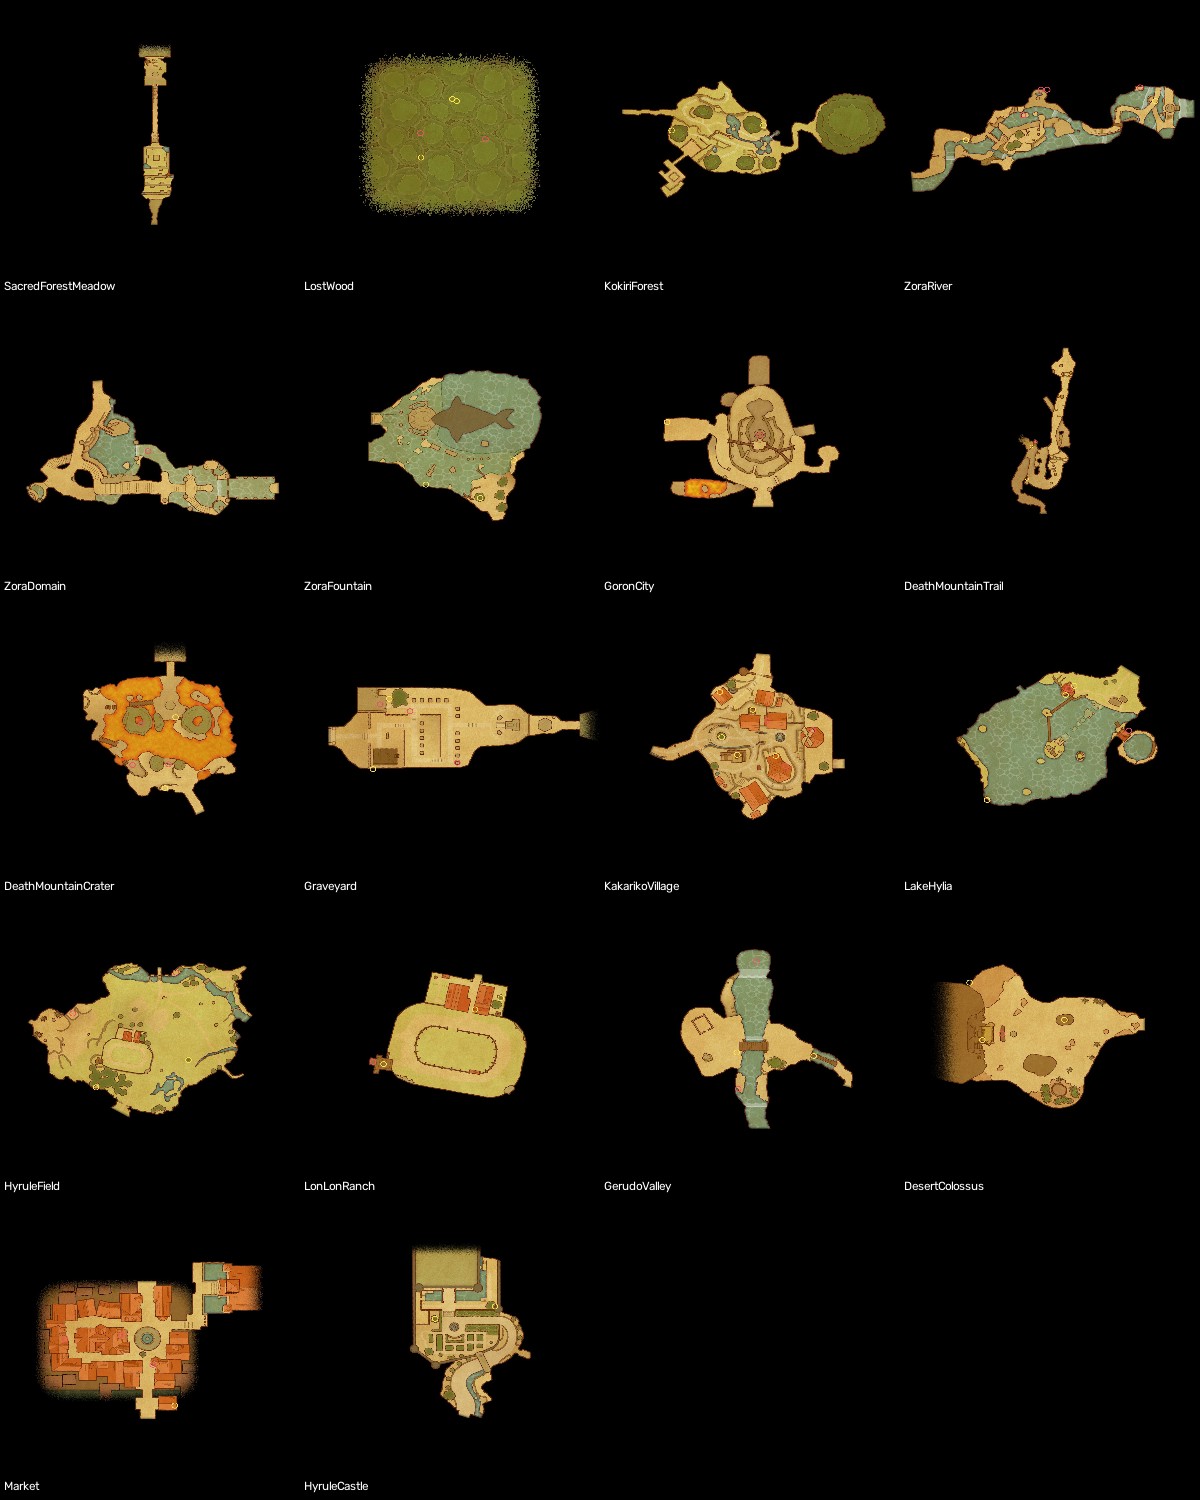 SacredForestMeadow
LostWood
KokiriForest
ZoraRiver
ZoraDomain
ZoraFountain
GoronCity
DeathMountainTrail
DeathMountainCrater
Graveyard
KakarikoVillage
LakeHylia
HyruleField
LonLonRanch
GerudoValley
DesertColossus
Market
HyruleCastle